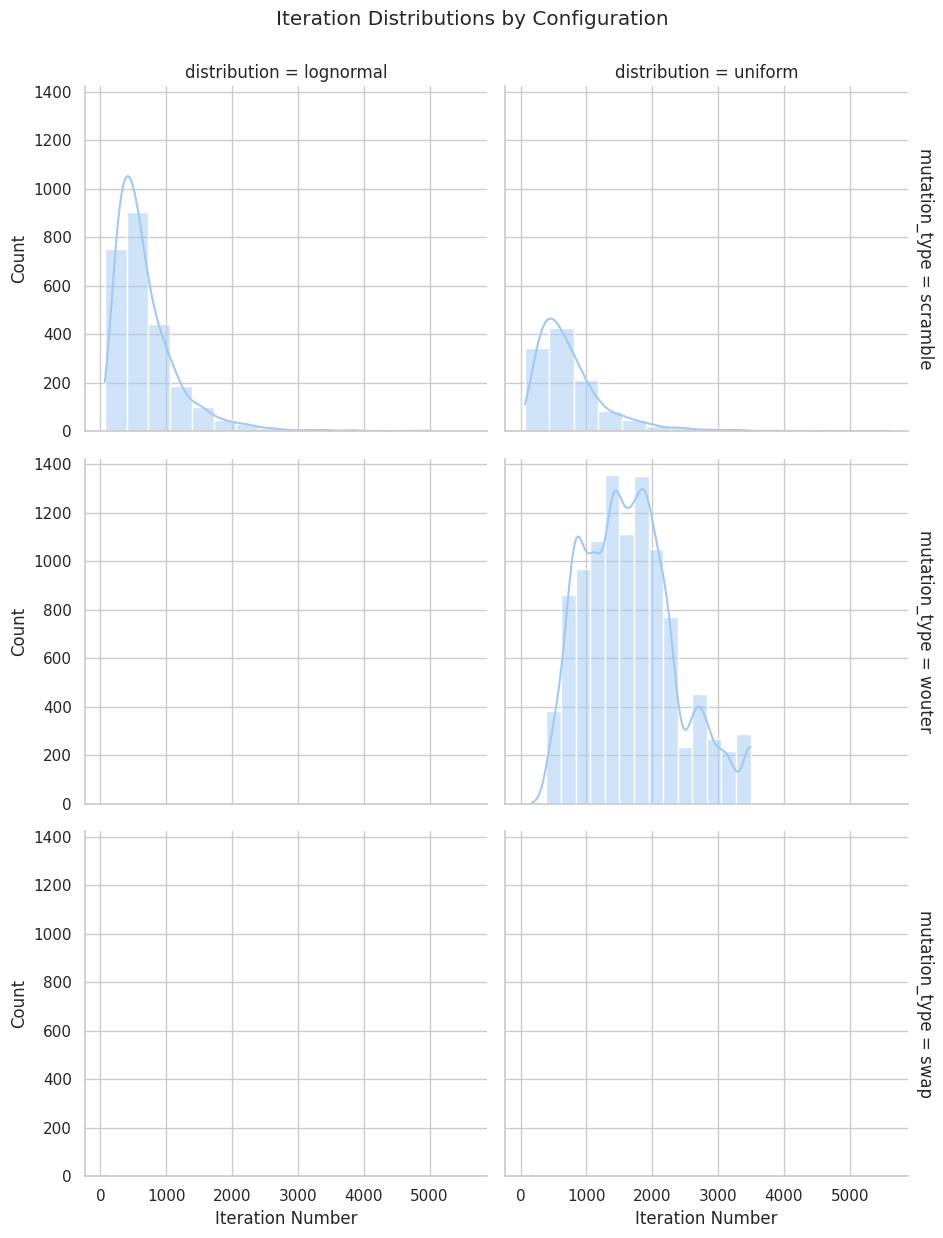 Iteration Distributions by Configuration
distribution = lognormal
distribution = uniform
1400
1200
1000
800
600
400
200
0
Count
mutation_type = scramble
1400
1200
1000
800
600
400
200
0
Count
mutation_type = wouter
1400
1200
1000
800
600
400
200
0
Count
mutation_type = swap
0 1000 2000 3000 4000 5000
0 1000 2000 3000 4000 5000
Iteration Number
Iteration Number